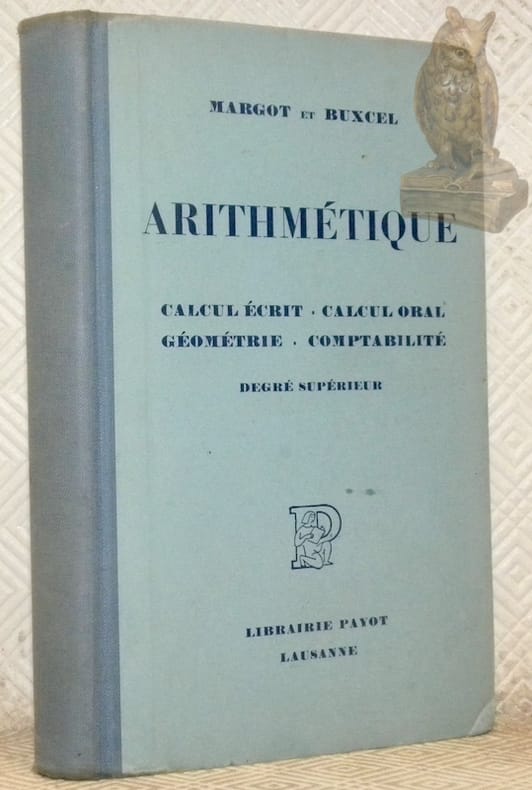 MARGOT ET BUXCEL
ARITHMÉTIQUE
CALCUL ÉCRIT · CALCUL ORAL
GÉOMÉTRIE · COMPTABILITÉ
DEGRÉ SUPÉRIEUR
P
LIBRAIRIE PAYOT
LAUSANNE